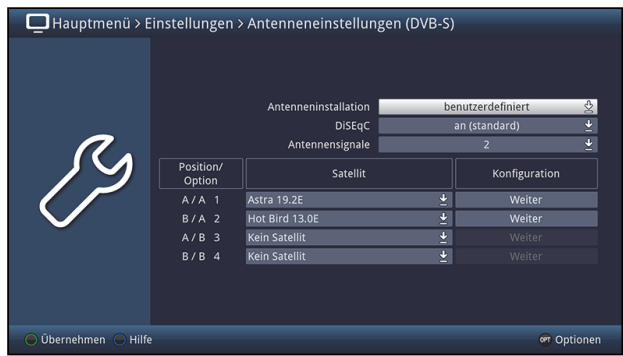 Hauptmenü > Einstellungen > Antenneneinstellungen (DVB-S)
Antenneninstallation benutzerdefiniert
DiSEqC an (standard)
Antennensignale 2
Position/
Option Satellit Konfiguration
A / A 1 Astra 19.2E Weiter
B / A 2 Hot Bird 13.0E Weiter
A / B 3 Kein Satellit Weiter
B / B 4 Kein Satellit Weiter
Übernehmen Hilfe OPT Optionen